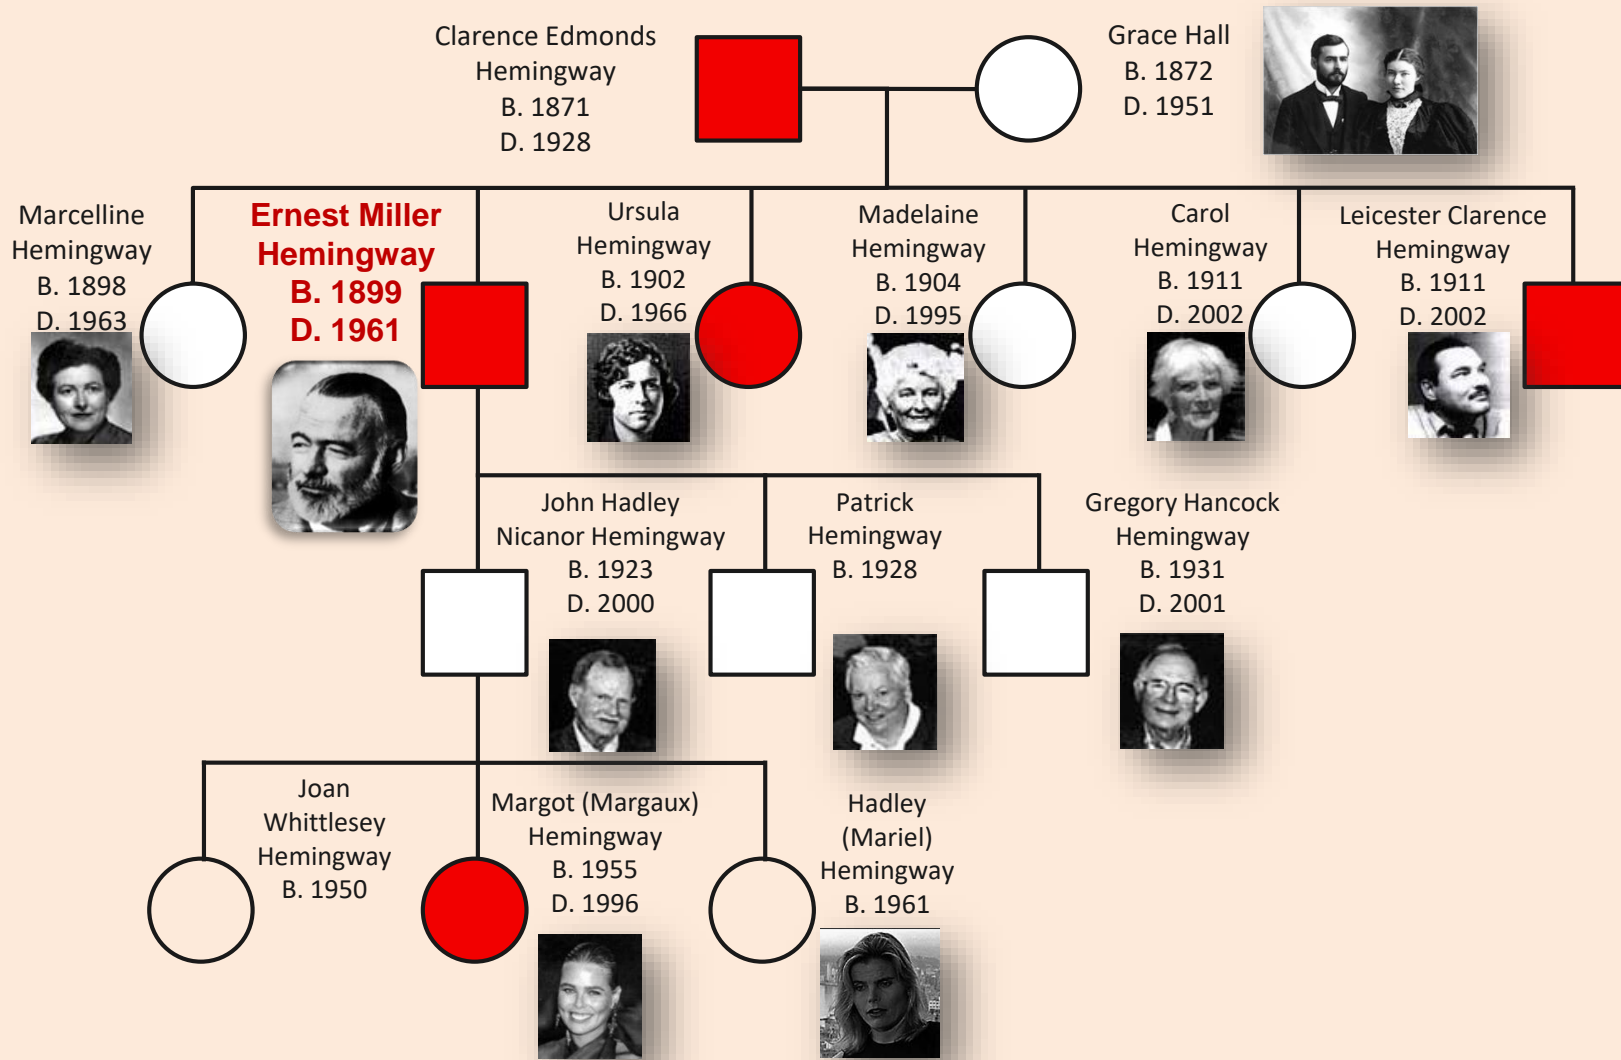 Clarence Edmonds
Hemingway
B. 1871
D. 1928
Grace Hall
B. 1872
D. 1951
Marcelline
Hemingway
B. 1898
D. 1963
Ernest Miller
Hemingway
B. 1899
D. 1961
Ursula
Hemingway
B. 1902
D. 1966
Madelaine
Hemingway
B. 1904
D. 1995
Carol
Hemingway
B. 1911
D. 2002
Leicester Clarence
Hemingway
B. 1911
D. 2002
John Hadley
Nicanor Hemingway
B. 1923
D. 2000
Patrick
Hemingway
B. 1928
Gregory Hancock
Hemingway
B. 1931
D. 2001
Joan
Whittlesey
Hemingway
B. 1950
Margot (Margaux)
Hemingway
B. 1955
D. 1996
Hadley
(Mariel)
Hemingway
B. 1961